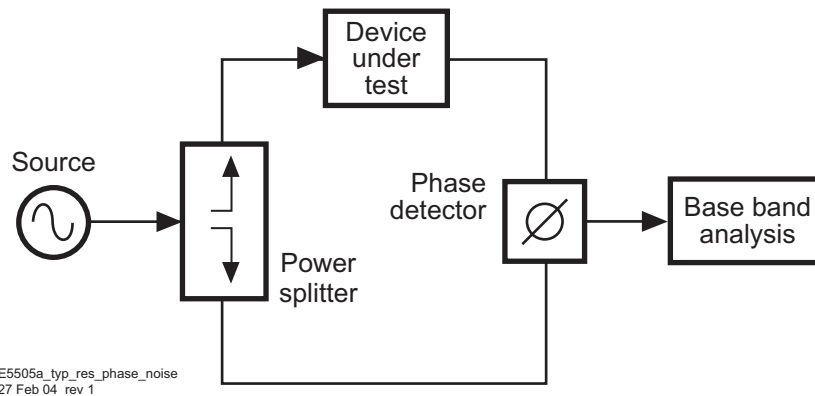 Device
under
test
Source
Phase
detector
Base band
analysis
Power
splitter
E5505a_typ_res_phase_noise
27 Feb 04 rev 1